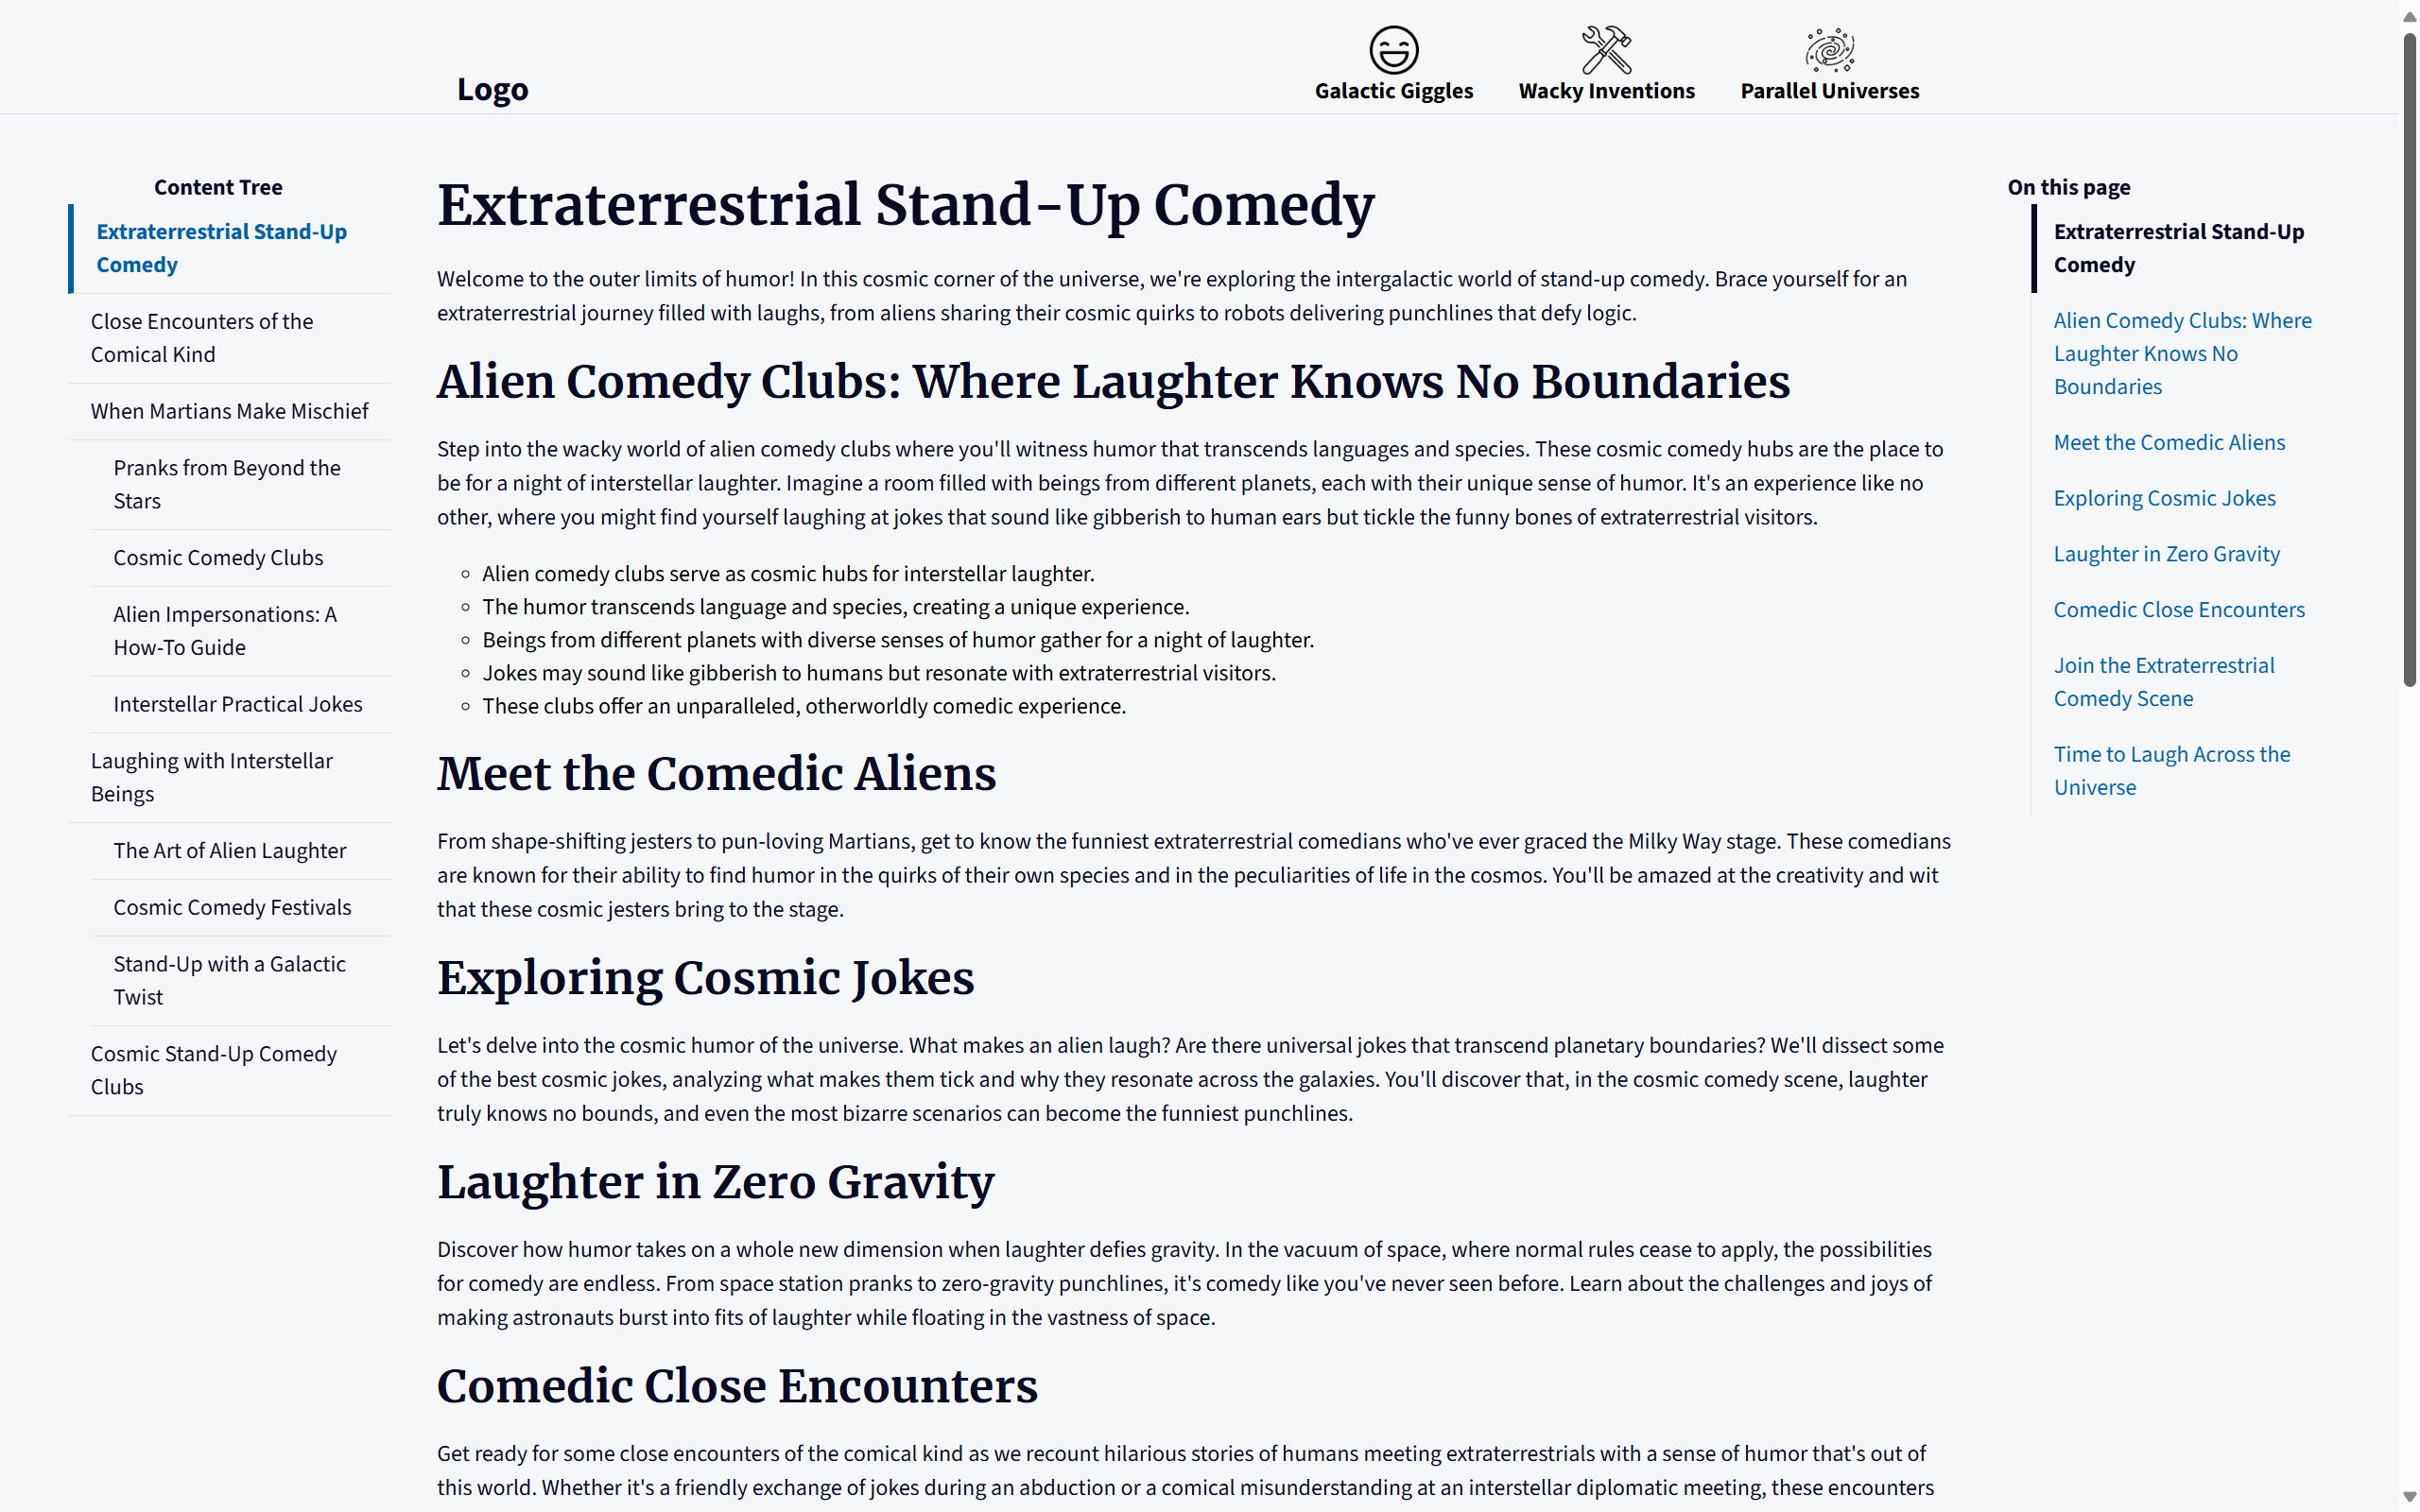 Logo
Galactic Giggles
Wacky Inventions
Parallel Universes
Content Tree
Extraterrestrial Stand-Up
Comedy
Close Encounters of the
Comical Kind
When Martians Make Mischief
Pranks from Beyond the
Stars
Cosmic Comedy Clubs
Alien Impersonations: A
How-To Guide
Interstellar Practical Jokes
Laughing with Interstellar
Beings
The Art of Alien Laughter
Cosmic Comedy Festivals
Stand-Up with a Galactic
Twist
Cosmic Stand-Up Comedy
Clubs
Extraterrestrial Stand-Up Comedy
Welcome to the outer limits of humor! In this cosmic corner of the universe, we're exploring the intergalactic world of stand-up comedy. Brace yourself for an
extraterrestrial journey filled with laughs, from aliens sharing their cosmic quirks to robots delivering punchlines that defy logic.
Alien Comedy Clubs: Where Laughter Knows No Boundaries
Step into the wacky world of alien comedy clubs where you'll witness humor that transcends languages and species. These cosmic comedy hubs are the place to
be for a night of interstellar laughter. Imagine a room filled with beings from different planets, each with their unique sense of humor. It's an experience like no
other, where you might find yourself laughing at jokes that sound like gibberish to human ears but tickle the funny bones of extraterrestrial visitors.
Alien comedy clubs serve as cosmic hubs for interstellar laughter.
The humor transcends language and species, creating a unique experience.
Beings from different planets with diverse senses of humor gather for a night of laughter.
Jokes may sound like gibberish to humans but resonate with extraterrestrial visitors.
These clubs offer an unparalleled, otherworldly comedic experience.
Meet the Comedic Aliens
From shape-shifting jesters to pun-loving Martians, get to know the funniest extraterrestrial comedians who've ever graced the Milky Way stage. These comedians
are known for their ability to find humor in the quirks of their own species and in the peculiarities of life in the cosmos. You'll be amazed at the creativity and wit
that these cosmic jesters bring to the stage.
Exploring Cosmic Jokes
Let's delve into the cosmic humor of the universe. What makes an alien laugh? Are there universal jokes that transcend planetary boundaries? We'll dissect some
of the best cosmic jokes, analyzing what makes them tick and why they resonate across the galaxies. You'll discover that, in the cosmic comedy scene, laughter
truly knows no bounds, and even the most bizarre scenarios can become the funniest punchlines.
Laughter in Zero Gravity
Discover how humor takes on a whole new dimension when laughter defies gravity. In the vacuum of space, where normal rules cease to apply, the possibilities
for comedy are endless. From space station pranks to zero-gravity punchlines, it's comedy like you've never seen before. Learn about the challenges and joys of
making astronauts burst into fits of laughter while floating in the vastness of space.
Comedic Close Encounters
Get ready for some close encounters of the comical kind as we recount hilarious stories of humans meeting extraterrestrials with a sense of humor that's out of
this world. Whether it's a friendly exchange of jokes during an abduction or a comical misunderstanding at an interstellar diplomatic meeting, these encounters
On this page
Extraterrestrial Stand-Up
Comedy
Alien Comedy Clubs: Where
Laughter Knows No
Boundaries
Meet the Comedic Aliens
Exploring Cosmic Jokes
Laughter in Zero Gravity
Comedic Close Encounters
Join the Extraterrestrial
Comedy Scene
Time to Laugh Across the
Universe